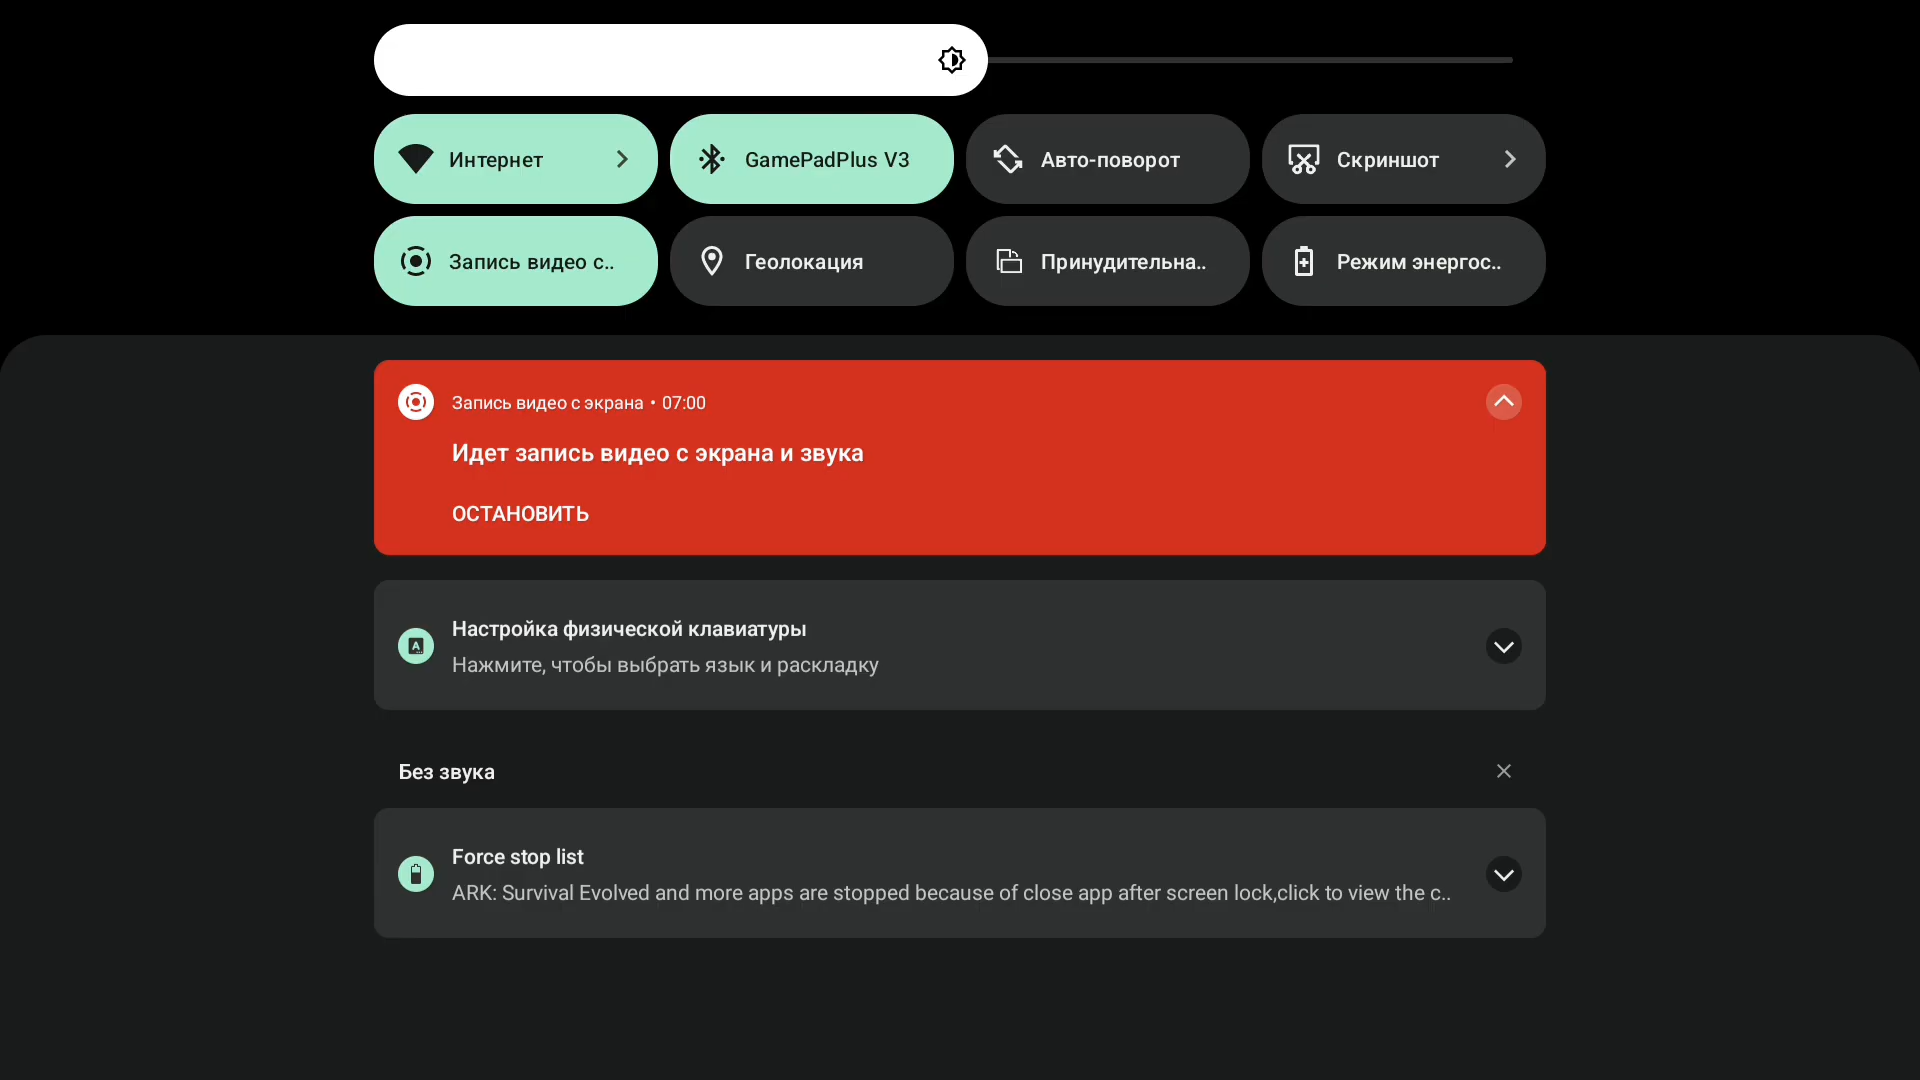 Интернет
GamePadPlus V3
Авто-поворот
Скриншот
Запись видео с..
Геолокация
Принудительна..
Режим энергос..
Запись видео с экрана • 07:00
Идет запись видео с экрана и звука
ОСТАНОВИТЬ
Настройка физической клавиатуры
Нажмите, чтобы выбрать язык и раскладку
Без звука
Force stop list
ARK: Survival Evolved and more apps are stopped because of close app after screen lock,click to view the c..